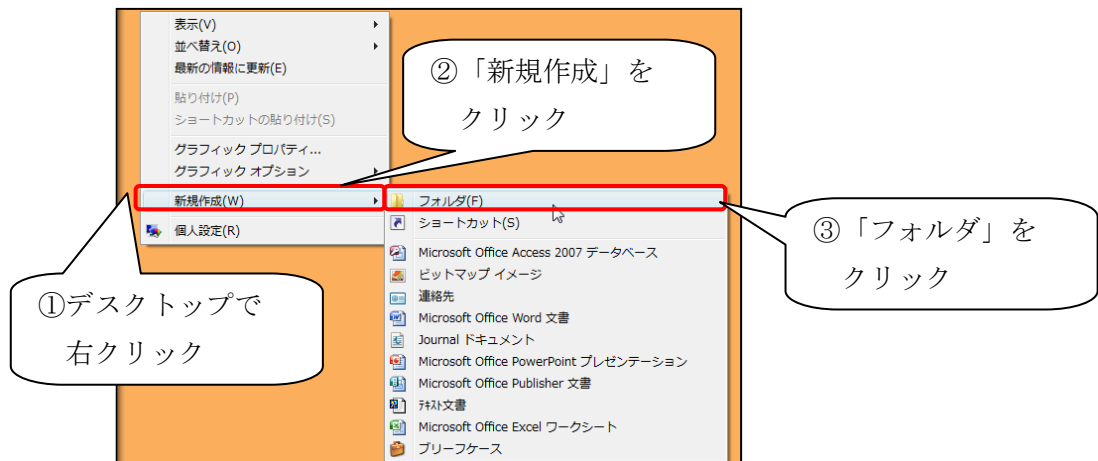 表示(V)
並べ替え(O)
最新の情報に更新(E)
貼り付け(P)
ショートカットの貼り付け(S)
グラフィック プロパティ...
グラフィック オプション
新規作成(W)
個人設定(R)
②「新規作成」を
クリック
フォルダ(F)
ショートカット(S)
Microsoft Office Access 2007 データベース
ビットマップ イメージ
連絡先
Microsoft Office Word 文書
Journal ドキュメント
Microsoft Office PowerPoint プレゼンテーション
Microsoft Office Publisher 文書
テキスト文書
Microsoft Office Excel ワークシート
ブリーフケース
③「フォルダ」を
クリック
①デスクトップで
右クリック